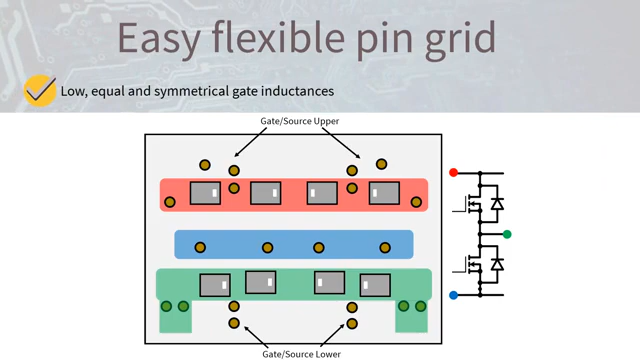 Easy flexible pin grid
Low, equal and symmetrical gate inductances
Gate/Source Upper
Gate/Source Lower